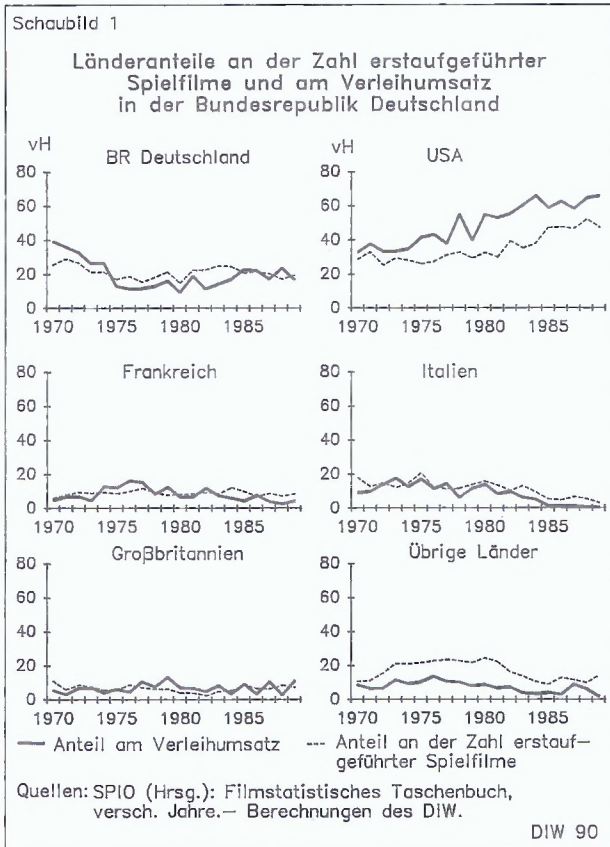 Schaubild 1
Länderanteile an der Zahl erstaufgeführter
Spielfilme und am Verleihumsatz
in der Bundesrepublik Deutschland
vH BR Deutschland
80
60
40
20
0
1970 1975 1980 1985
vH USA
80
60
40
20
0
1970 1975 1980 1985
Frankreich
80
60
40
20
0
1970 1975 1980 1985
Italien
80
60
40
20
0
1970 1975 1980 1985
Großbritannien
80
60
40
20
0
1970 1975 1980 1985
Übrige Länder
80
60
40
20
0
1970 1975 1980 1985
Anteil am Verleihumsatz
Anteil an der Zahl erstauf-
geführter Spielfilme
Quellen: SPIO (Hrsg.): Filmstatistisches Taschenbuch,
versch. Jahre.— Berechnungen des DIW.
DIW 90